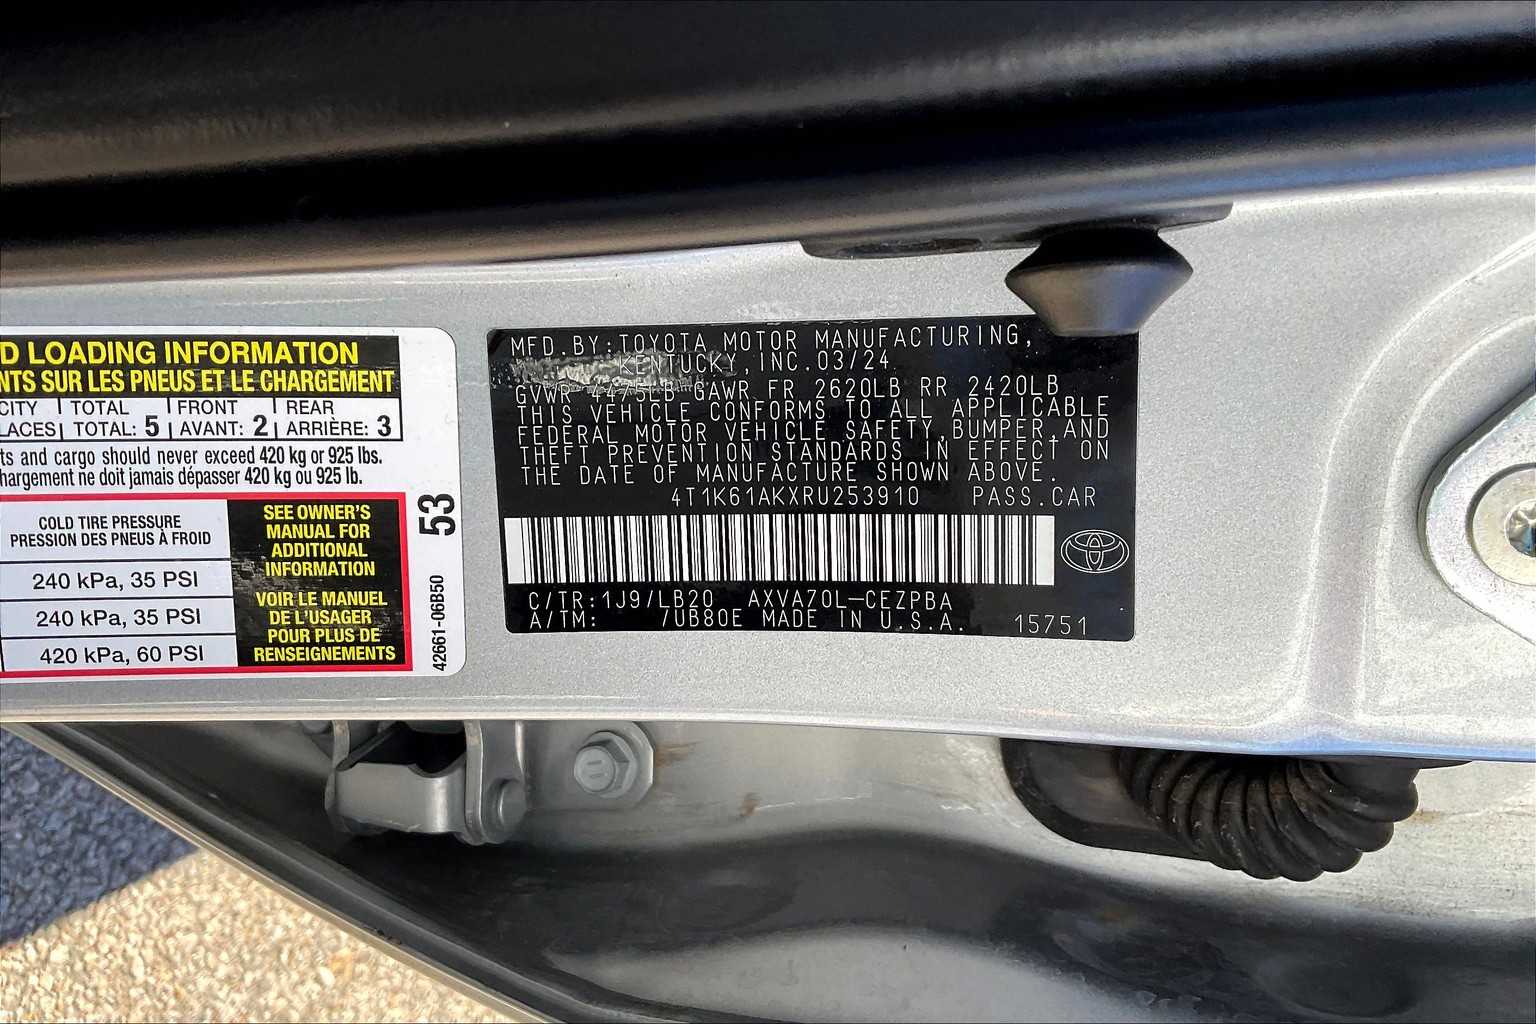 D LOADING INFORMATION
NTS SUR LES PNEUS ET LE CHARGEMENT
CITY TOTAL FRONT REAR
LACES TOTAL: 5 AVANT: 2 ARRIÈRE: 3
ts and cargo should never exceed 420 kg or 925 lbs.
hargement ne doit jamais dépasser 420 kg ou 925 lb.
COLD TIRE PRESSURE
PRESSION DES PNEUS À FROID
240 kPa, 35 PSI
240 kPa, 35 PSI
420 kPa, 60 PSI
SEE OWNER'S
MANUAL FOR
ADDITIONAL
INFORMATION
VOIR LE MANUEL
DE L'USAGER
POUR PLUS DE
RENSEIGNEMENTS
53
42661-06B50
MFD.BY:TOYOTA MOTOR MANUFACTURING,
KENTUCKY,INC.03/24
GVWR 4475LB GAWR FR 2620LB RR 2420LB
THIS VEHICLE CONFORMS TO ALL APPLICABLE
FEDERAL MOTOR VEHICLE SAFETY,BUMPER,AND
THEFT PREVENTION STANDARDS IN EFFECT ON
THE DATE OF MANUFACTURE SHOWN ABOVE.
4T1K61AKXRU253910 PASS.CAR
C/TR:1J9/LB20 AXVA70L-CEZPBA
A/TM: /UB80E MADE IN U.S.A. 15751